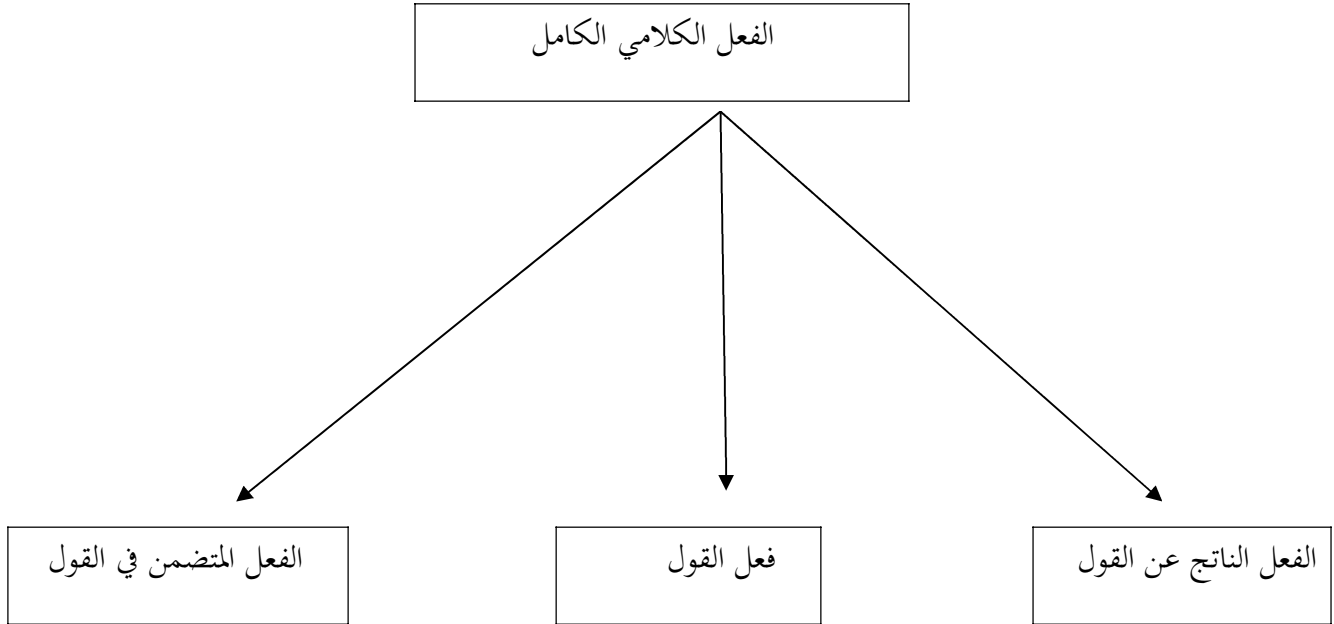 الفعل الكلامي الكامل
الفعل الناتج عن القول
فعل القول
الفعل المتضمن في القول